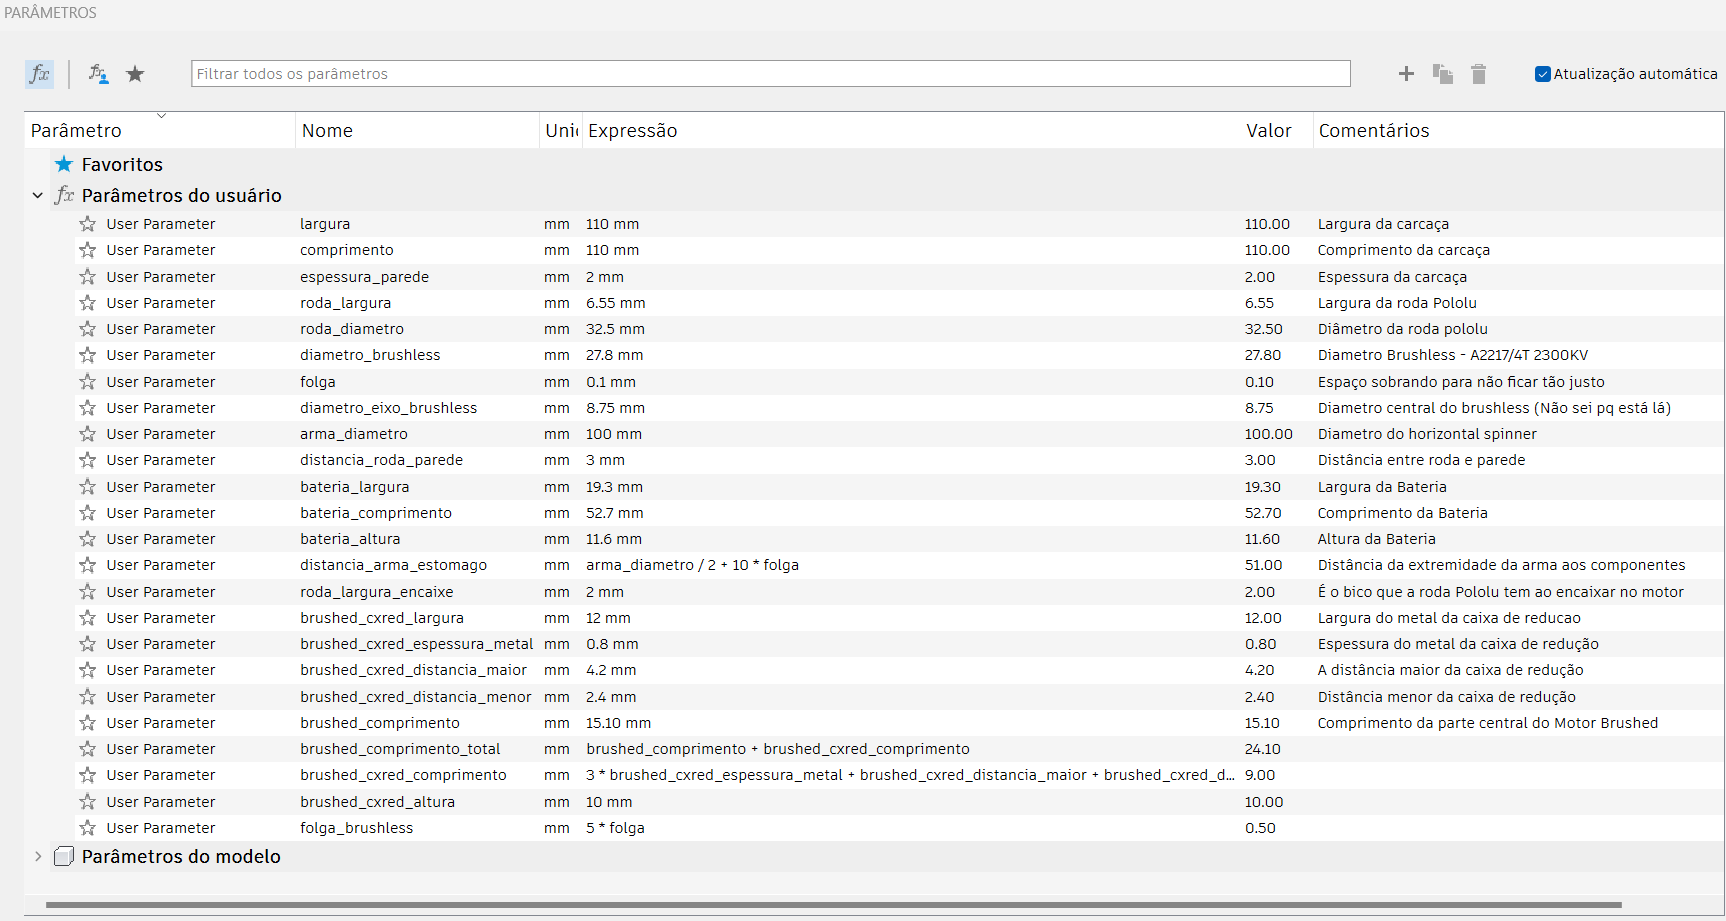 PARÂMETROS
fx fx Filtrar todos os parâmetros Atualização automática
Parâmetro Nome Unic Expressão Valor Comentários
Favoritos
fx Parâmetros do usuário
User Parameter largura mm 110 mm 110.00 Largura da carcaça
User Parameter comprimento mm 110 mm 110.00 Comprimento da carcaça
User Parameter espessura_parede mm 2 mm 2.00 Espessura da carcaça
User Parameter roda_largura mm 6.55 mm 6.55 Largura da roda Pololu
User Parameter roda_diametro mm 32.5 mm 32.50 Diâmetro da roda pololu
User Parameter diametro_brushless mm 27.8 mm 27.80 Diametro Brushless - A2217/4T 2300KV
User Parameter folga mm 0.1 mm 0.10 Espaço sobrando para não ficar tão justo
User Parameter diametro_eixo_brushless mm 8.75 mm 8.75 Diametro central do brushless (Não sei pq está lá)
User Parameter arma_diametro mm 100 mm 100.00 Diametro do horizontal spinner
User Parameter distancia_roda_parede mm 3 mm 3.00 Distância entre roda e parede
User Parameter bateria_largura mm 19.3 mm 19.30 Largura da Bateria
User Parameter bateria_comprimento mm 52.7 mm 52.70 Comprimento da Bateria
User Parameter bateria_altura mm 11.6 mm 11.60 Altura da Bateria
User Parameter distancia_arma_estomago mm arma_diametro / 2 + 10 * folga 51.00 Distância da extremidade da arma aos componentes
User Parameter roda_largura_encaixe mm 2 mm 2.00 É o bico que a roda Pololu tem ao encaixar no motor
User Parameter brushed_cxred_largura mm 12 mm 12.00 Largura do metal da caixa de reducao
User Parameter brushed_cxred_espessura_metal mm 0.8 mm 0.80 Espessura do metal da caixa de redução
User Parameter brushed_cxred_distancia_maior mm 4.2 mm 4.20 A distância maior da caixa de redução
User Parameter brushed_cxred_distancia_menor mm 2.4 mm 2.40 Distância menor da caixa de redução
User Parameter brushed_comprimento mm 15.10 mm 15.10 Comprimento da parte central do Motor Brushed
User Parameter brushed_comprimento_total mm brushed_comprimento + brushed_cxred_comprimento 24.10
User Parameter brushed_cxred_comprimento mm 3 * brushed_cxred_espessura_metal + brushed_cxred_distancia_maior + brushed_cxred_d... 9.00
User Parameter brushed_cxred_altura mm 10 mm 10.00
User Parameter folga_brushless mm 5 * folga 0.50
Parâmetros do modelo